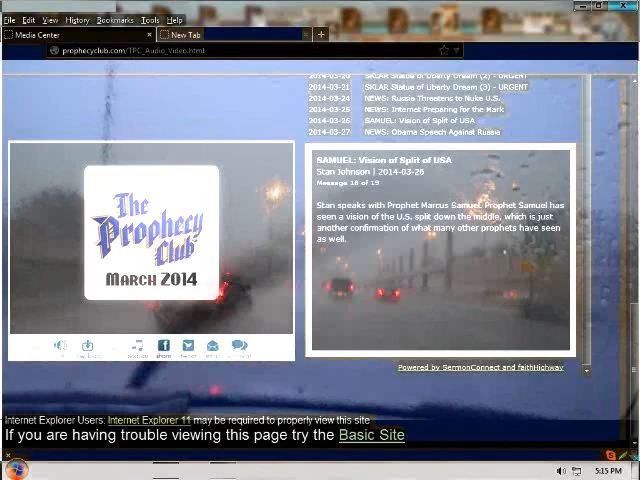 File Edit View History Bookmarks Tools Help
Media Center × New Tab × +
prophecyclub.com/TPC_Audio_Video.html
2014-03-20 SKLAR Statue of Liberty Dream (2) - URGENT
2014-03-21 SKLAR Statue of Liberty Dream (3) - URGENT
2014-03-24 NEWS: Russia Threatens to Nuke U.S.
2014-03-25 NEWS: Internet Preparing for the Mark
2014-03-26 SAMUEL: Vision of Split of USA
2014-03-27 NEWS: Obama Speech Against Russia
The
Prophecy
Club
MARCH 2014
SAMUEL: Vision of Split of USA
Stan Johnson | 2014-03-26
Message 18 of 19
Stan speaks with Prophet Marcus Samuel. Prophet Samuel has
seen a vision of the U.S. split down the middle, which is just
another confirmation of what many other prophets have seen
as well.
share
Powered by SermonConnect and faithHighway
Internet Explorer Users: Internet Explorer 11 may be required to properly view this site
If you are having trouble viewing this page try the Basic Site
5:15 PM